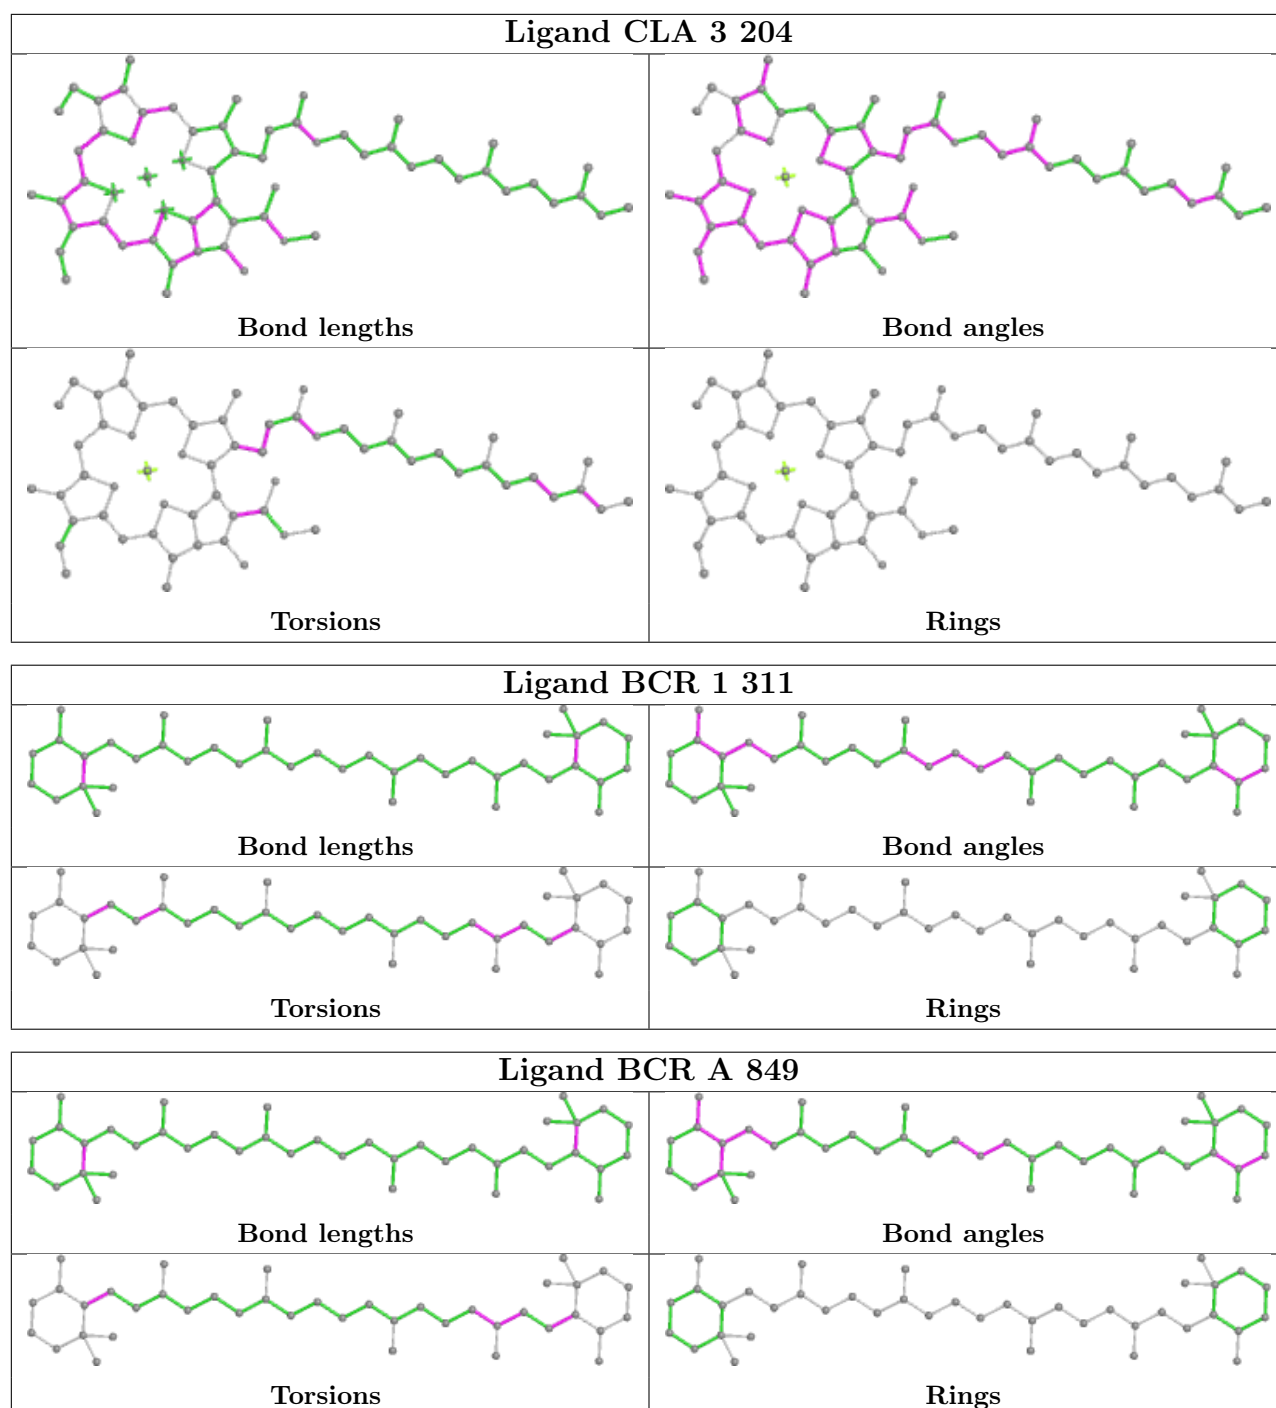 Ligand CLA 3 204
Bond lengths
Bond angles
Torsions
Rings
Ligand BCR 1 311
Bond lengths
Bond angles
Torsions
Rings
Ligand BCR A 849
Bond lengths
Bond angles
Torsions
Rings